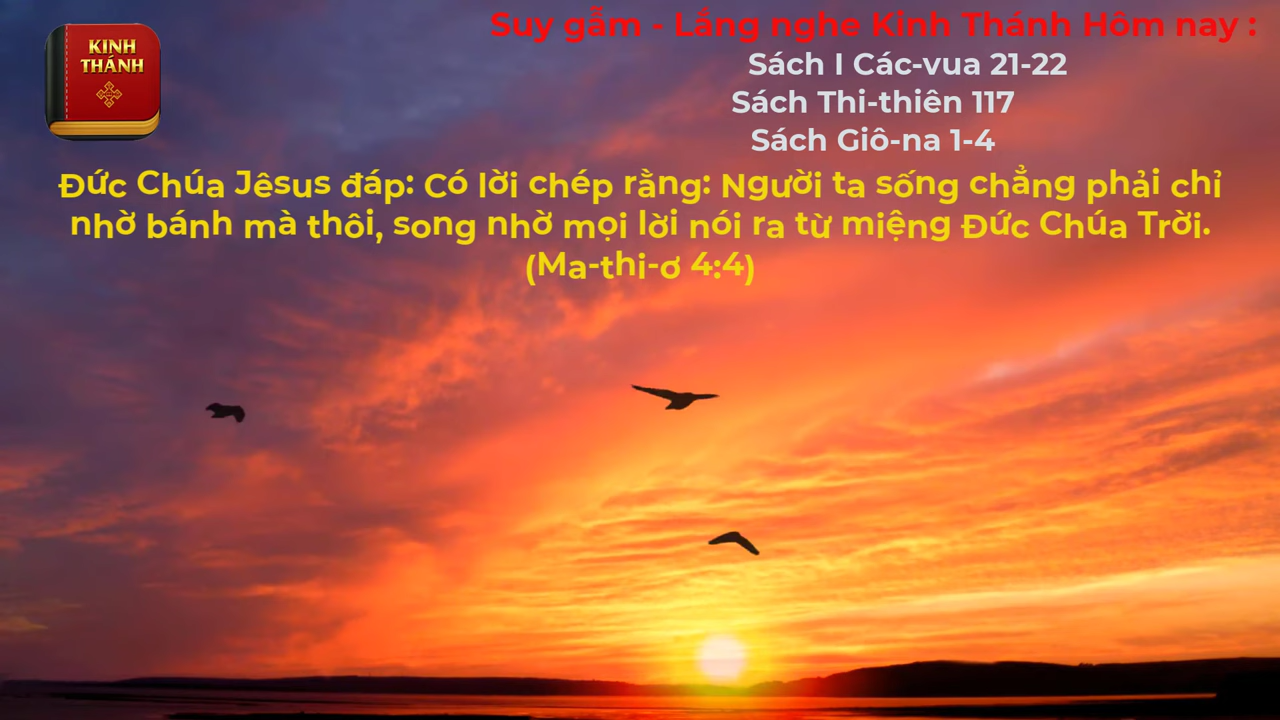 KINH
THÁNH
Suy gẫm - Lắng nghe Kinh Thánh Hôm nay :
Sách I Các-vua 21-22
Sách Thi-thiên 117
Sách Giô-na 1-4
Đức Chúa Jêsus đáp: Có lời chép rằng: Người ta sống chẳng phải chỉ
nhờ bánh mà thôi, song nhờ mọi lời nói ra từ miệng Đức Chúa Trời.
(Ma-thi-ơ 4:4)